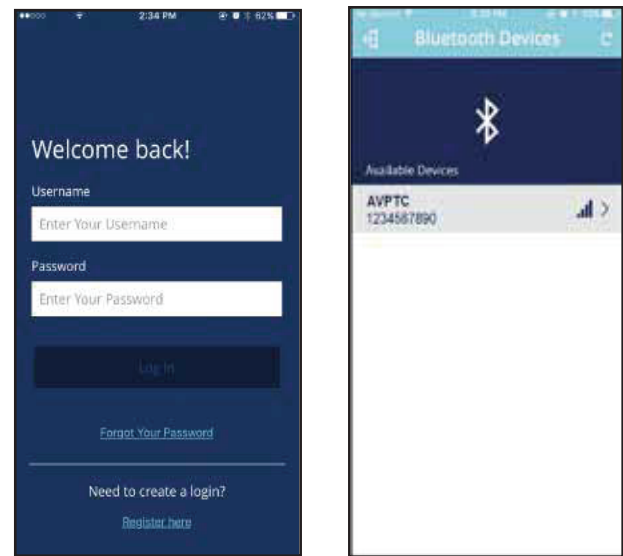 2:34 PM
62%
Welcome back!
Username
Enter Your Username
Password
Enter Your Password
Log In
Forgot Your Password
Need to create a login?
Register here
Bluetooth Devices
Available Devices
AVPTC
1234567890